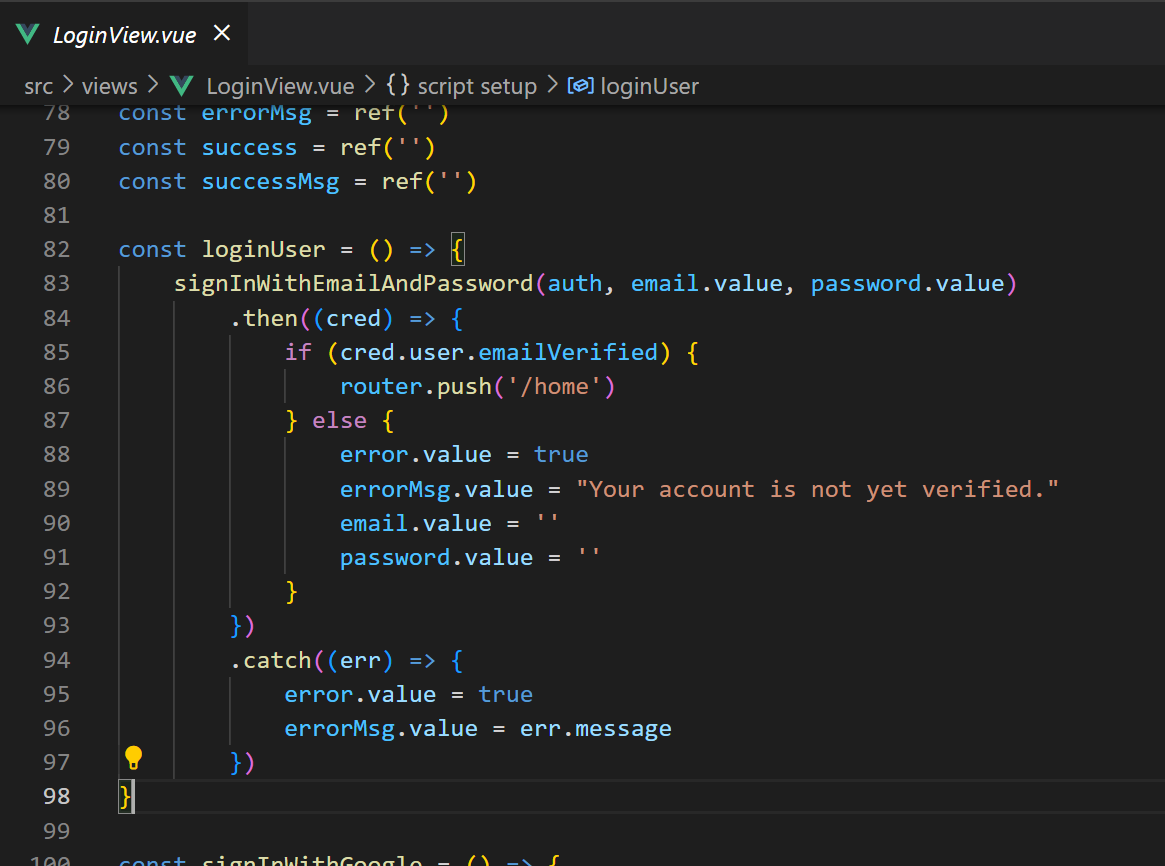 LoginView.vue
src > views > LoginView.vue > {} script setup > loginUser
78 const errorMsg = ref('')
79 const success = ref('')
80 const successMsg = ref('')
81
82 const loginUser = () => {
83     signInWithEmailAndPassword(auth, email.value, password.value)
84         .then((cred) => {
85             if (cred.user.emailVerified) {
86                 router.push('/home')
87             } else {
88                 error.value = true
89                 errorMsg.value = "Your account is not yet verified."
90                 email.value = ''
91                 password.value = ''
92             }
93         })
94         .catch((err) => {
95             error.value = true
96             errorMsg.value = err.message
97         })
98 }
99
100 const signInWithGoogle = () => {